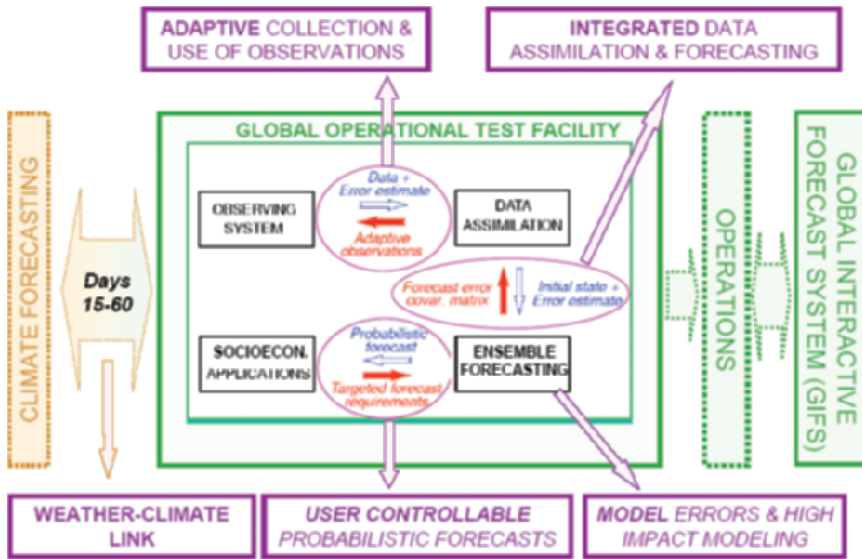 ADAPTIVE COLLECTION &
USE OF OBSERVATIONS
INTEGRATED DATA
ASSIMILATION & FORECASTING
CLIMATE FORECASTING
Days
15-60
GLOBAL OPERATIONAL TEST FACILITY
OBSERVING
SYSTEM
Data +
Error estimate
Adaptive
observations
DATA
ASSIMILATION
Forecast error
covar. matrix
Initial state +
Error estimate
SOCIOECON.
APPLICATIONS
Probabilistic
forecast
Targeted forecast
requirements
ENSEMBLE
FORECASTING
OPERATIONS
GLOBAL INTERACTIVE
FORECAST SYSTEM (GIFS)
WEATHER-CLIMATE
LINK
USER CONTROLLABLE
PROBABILISTIC FORECASTS
MODEL ERRORS & HIGH
IMPACT MODELING